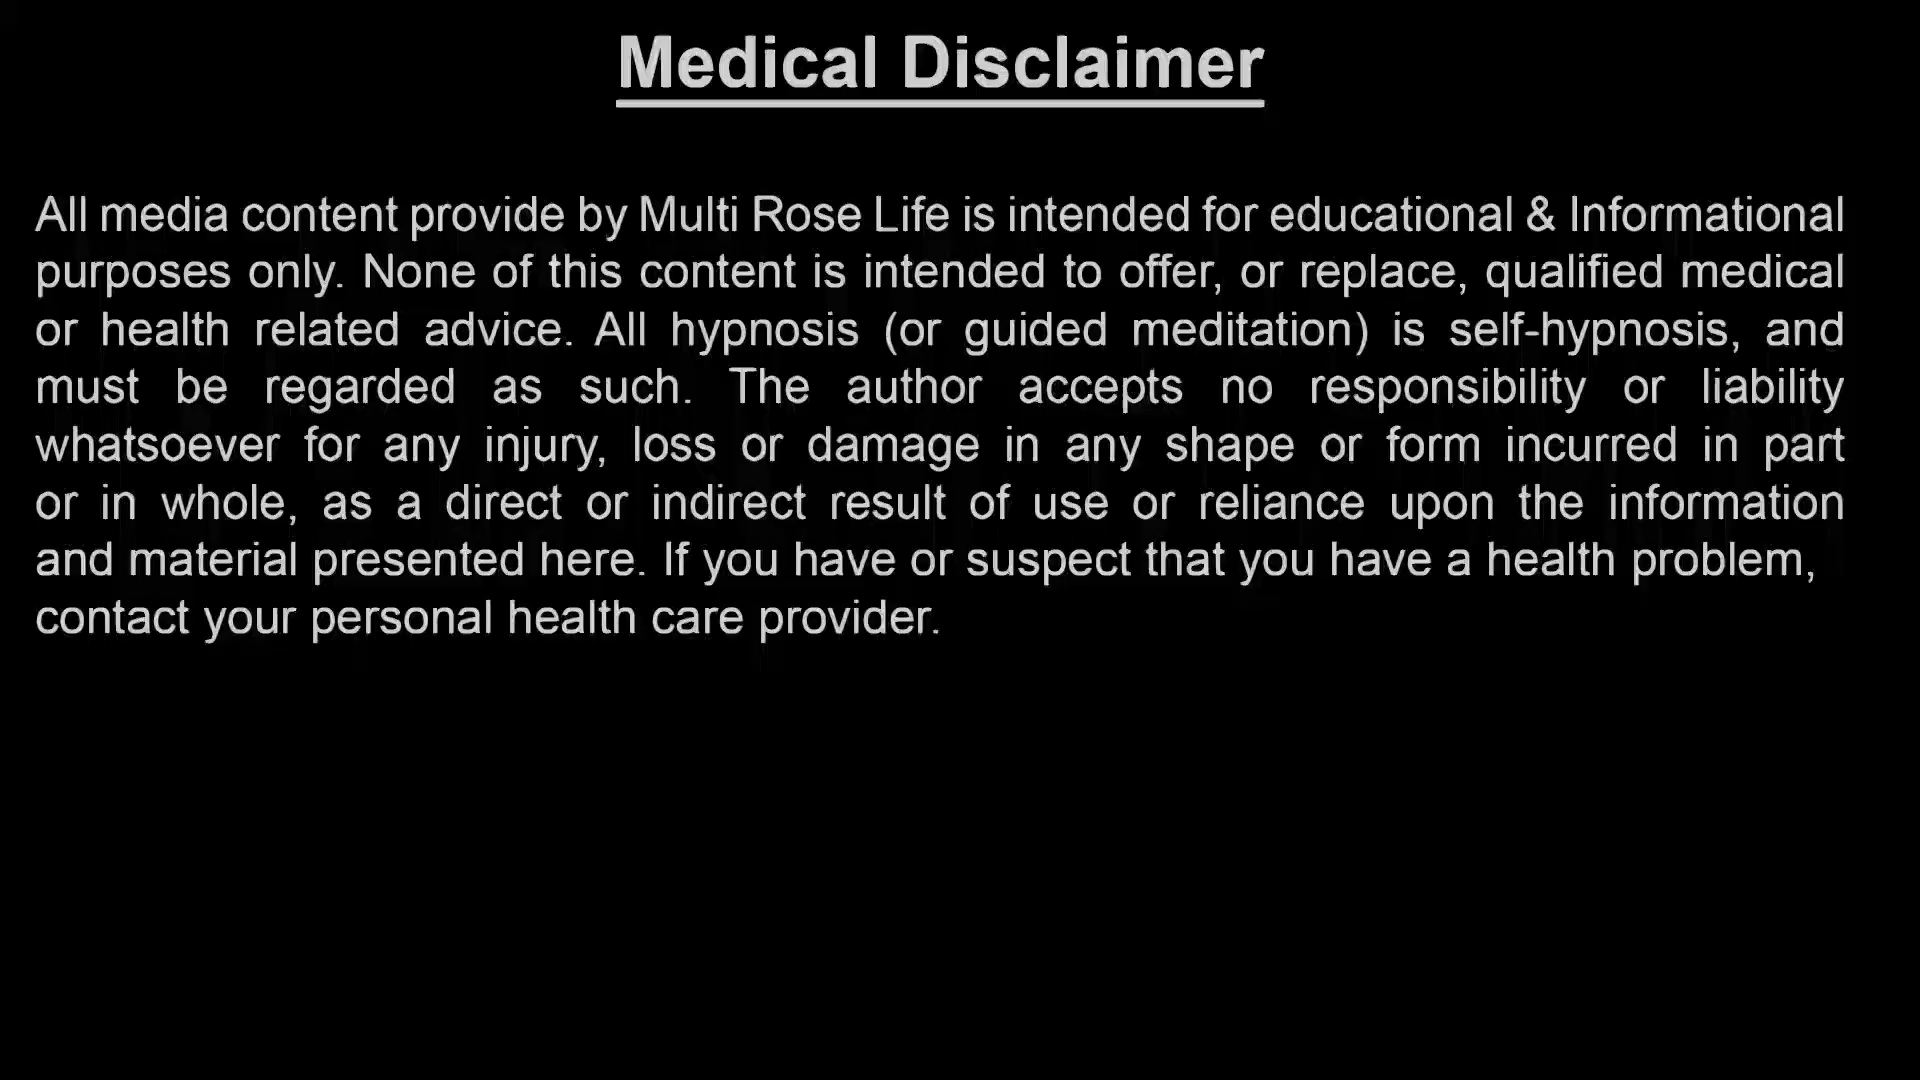 Medical Disclaimer
All media content provide by Multi Rose Life is intended for educational & Informational
purposes only. None of this content is intended to offer, or replace, qualified medical
or health related advice. All hypnosis (or guided meditation) is self-hypnosis, and
must be regarded as such. The author accepts no responsibility or liability
whatsoever for any injury, loss or damage in any shape or form incurred in part
or in whole, as a direct or indirect result of use or reliance upon the information
and material presented here. If you have or suspect that you have a health problem,
contact your personal health care provider.